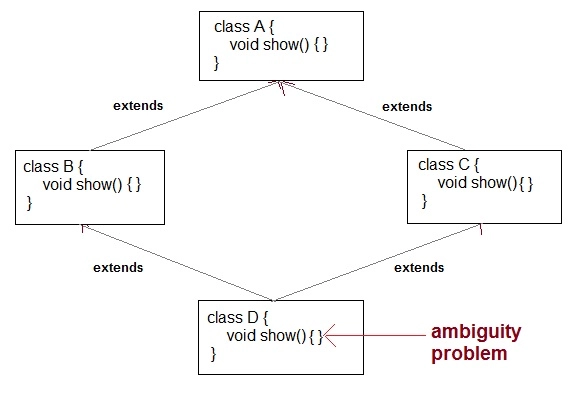 class A {
void show() { }
}
extends
extends
class B {
void show() { }
}
class C {
void show(){ }
}
extends
extends
class D {
void show(){ }
}
ambiguity
problem